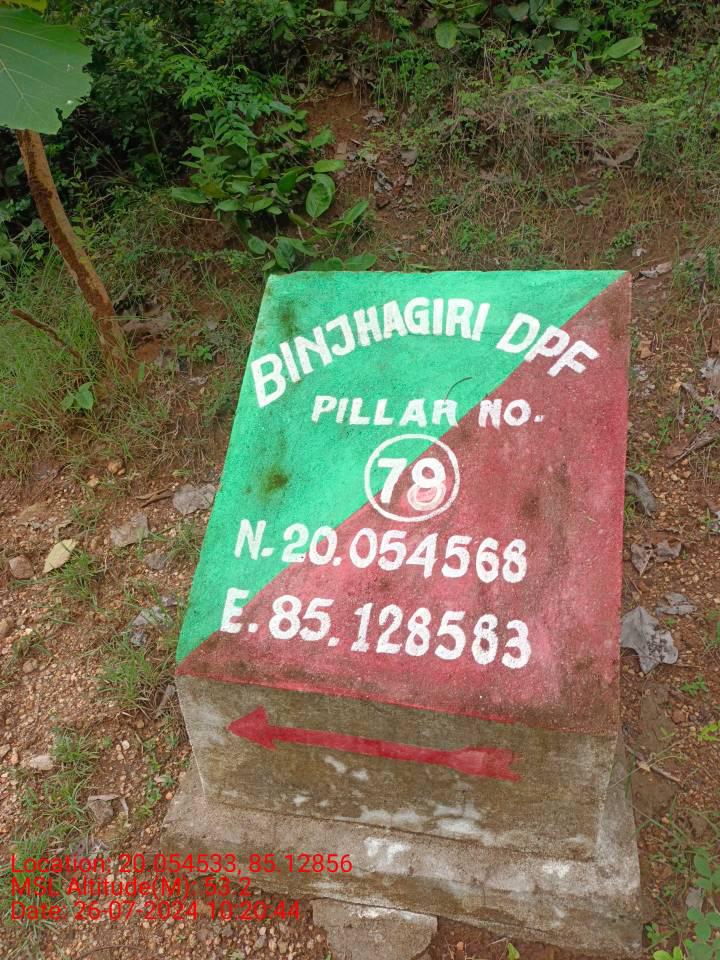 BINJHAGIRI DPF
PILLAR NO.
78
N. 20.054568
E. 85.128583
Location: 20.054533, 85.12856
MSL Altitude(M): 53.2
Date: 26-07-2024 10:20:44